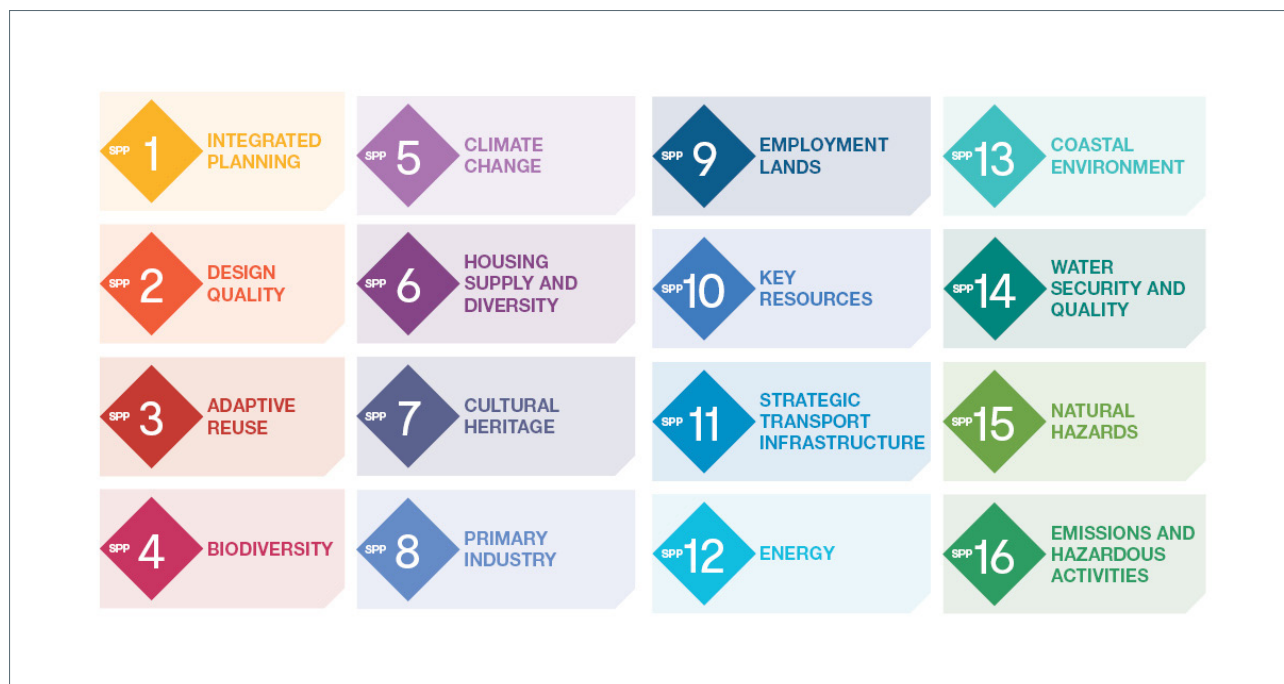 SPP 1 INTEGRATED
PLANNING
SPP 2 DESIGN
QUALITY
SPP 3 ADAPTIVE
REUSE
SPP 4 BIODIVERSITY
SPP 5 CLIMATE
CHANGE
SPP 6 HOUSING
SUPPLY AND
DIVERSITY
SPP 7 CULTURAL
HERITAGE
SPP 8 PRIMARY
INDUSTRY
SPP 9 EMPLOYMENT
LANDS
SPP 10 KEY
RESOURCES
SPP 11 STRATEGIC
TRANSPORT
INFRASTRUCTURE
SPP 12 ENERGY
SPP 13 COASTAL
ENVIRONMENT
SPP 14 WATER
SECURITY AND
QUALITY
SPP 15 NATURAL
HAZARDS
SPP 16 EMISSIONS AND
HAZARDOUS
ACTIVITIES